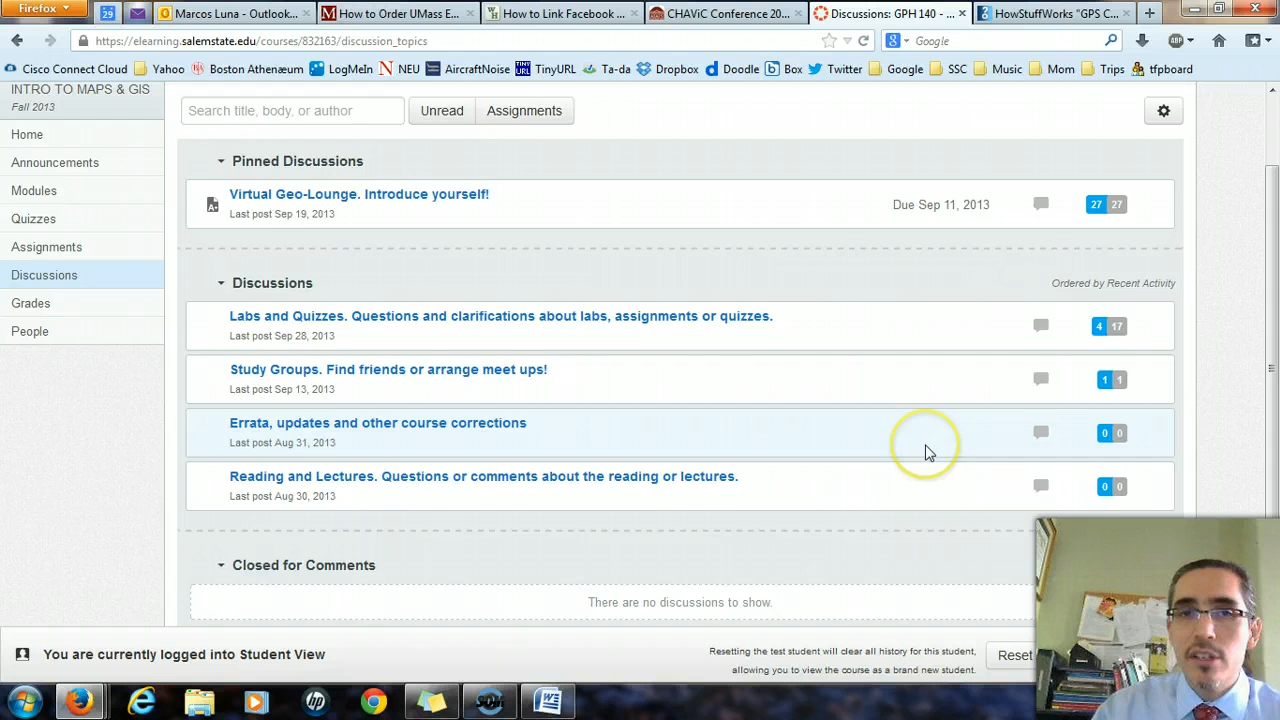 Firefox
29
Marcos Luna - Outlook...
How to Order UMass E...
How to Link Facebook ...
CHAViC Conference 20...
Discussions: GPH 140 - ...
HowStuffWorks "GPS C...
https://elearning.salemstate.edu/courses/832163/discussion_topics
Google
ABP
Cisco Connect Cloud Yahoo Boston Athenæum LogMeIn NEU AircraftNoise TinyURL Ta-da Dropbox Doodle Box Twitter Google SSC Music Mom Trips tfpboard
INTRO TO MAPS & GIS
Fall 2013
Home
Announcements
Modules
Quizzes
Assignments
Discussions
Grades
People
Search title, body, or author
Unread
Assignments
Pinned Discussions
Virtual Geo-Lounge. Introduce yourself!
Last post Sep 19, 2013
Due Sep 11, 2013
27 27
Discussions
Ordered by Recent Activity
Labs and Quizzes. Questions and clarifications about labs, assignments or quizzes.
Last post Sep 28, 2013
4 17
Study Groups. Find friends or arrange meet ups!
Last post Sep 13, 2013
1 1
Errata, updates and other course corrections
Last post Aug 31, 2013
0 0
Reading and Lectures. Questions or comments about the reading or lectures.
Last post Aug 30, 2013
0 0
Closed for Comments
There are no discussions to show.
You are currently logged into Student View
Resetting the test student will clear all history for this student,
allowing you to view the course as a brand new student.
Reset